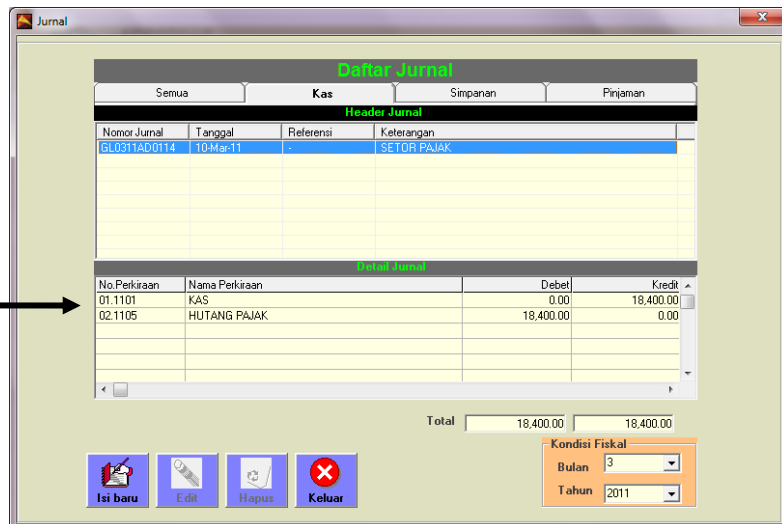 Jurnal
Daftar Jurnal
Semua Kas Simpanan Pinjaman
Header Jurnal
Nomor Jurnal Tanggal Referensi Keterangan
GL0311AD0114 10-Mar-11 - SETOR PAJAK
Detail Jurnal
No.Perkiraan Nama Perkiraan Debet Kredit
01.1101 KAS 0.00 18,400.00
02.1105 HUTANG PAJAK 18,400.00 0.00
Total 18,400.00 18,400.00
Kondisi Fiskal
Bulan 3
Tahun 2011
Isi baru Edit Hapus Keluar